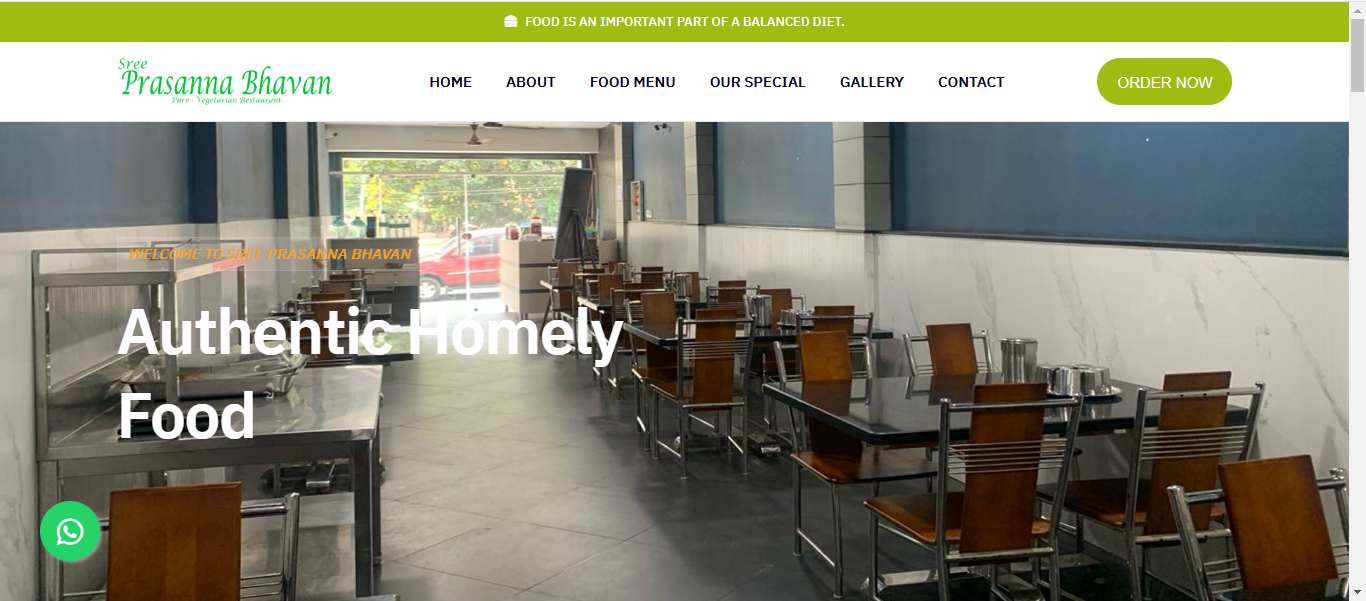 FOOD IS AN IMPORTANT PART OF A BALANCED DIET.
Sree
Prasanna Bhavan
Pure - Vegetarian Restaurant
HOME ABOUT FOOD MENU OUR SPECIAL GALLERY CONTACT ORDER NOW
WELCOME TO SREE PRASANNA BHAVAN
Authentic Homely
Food